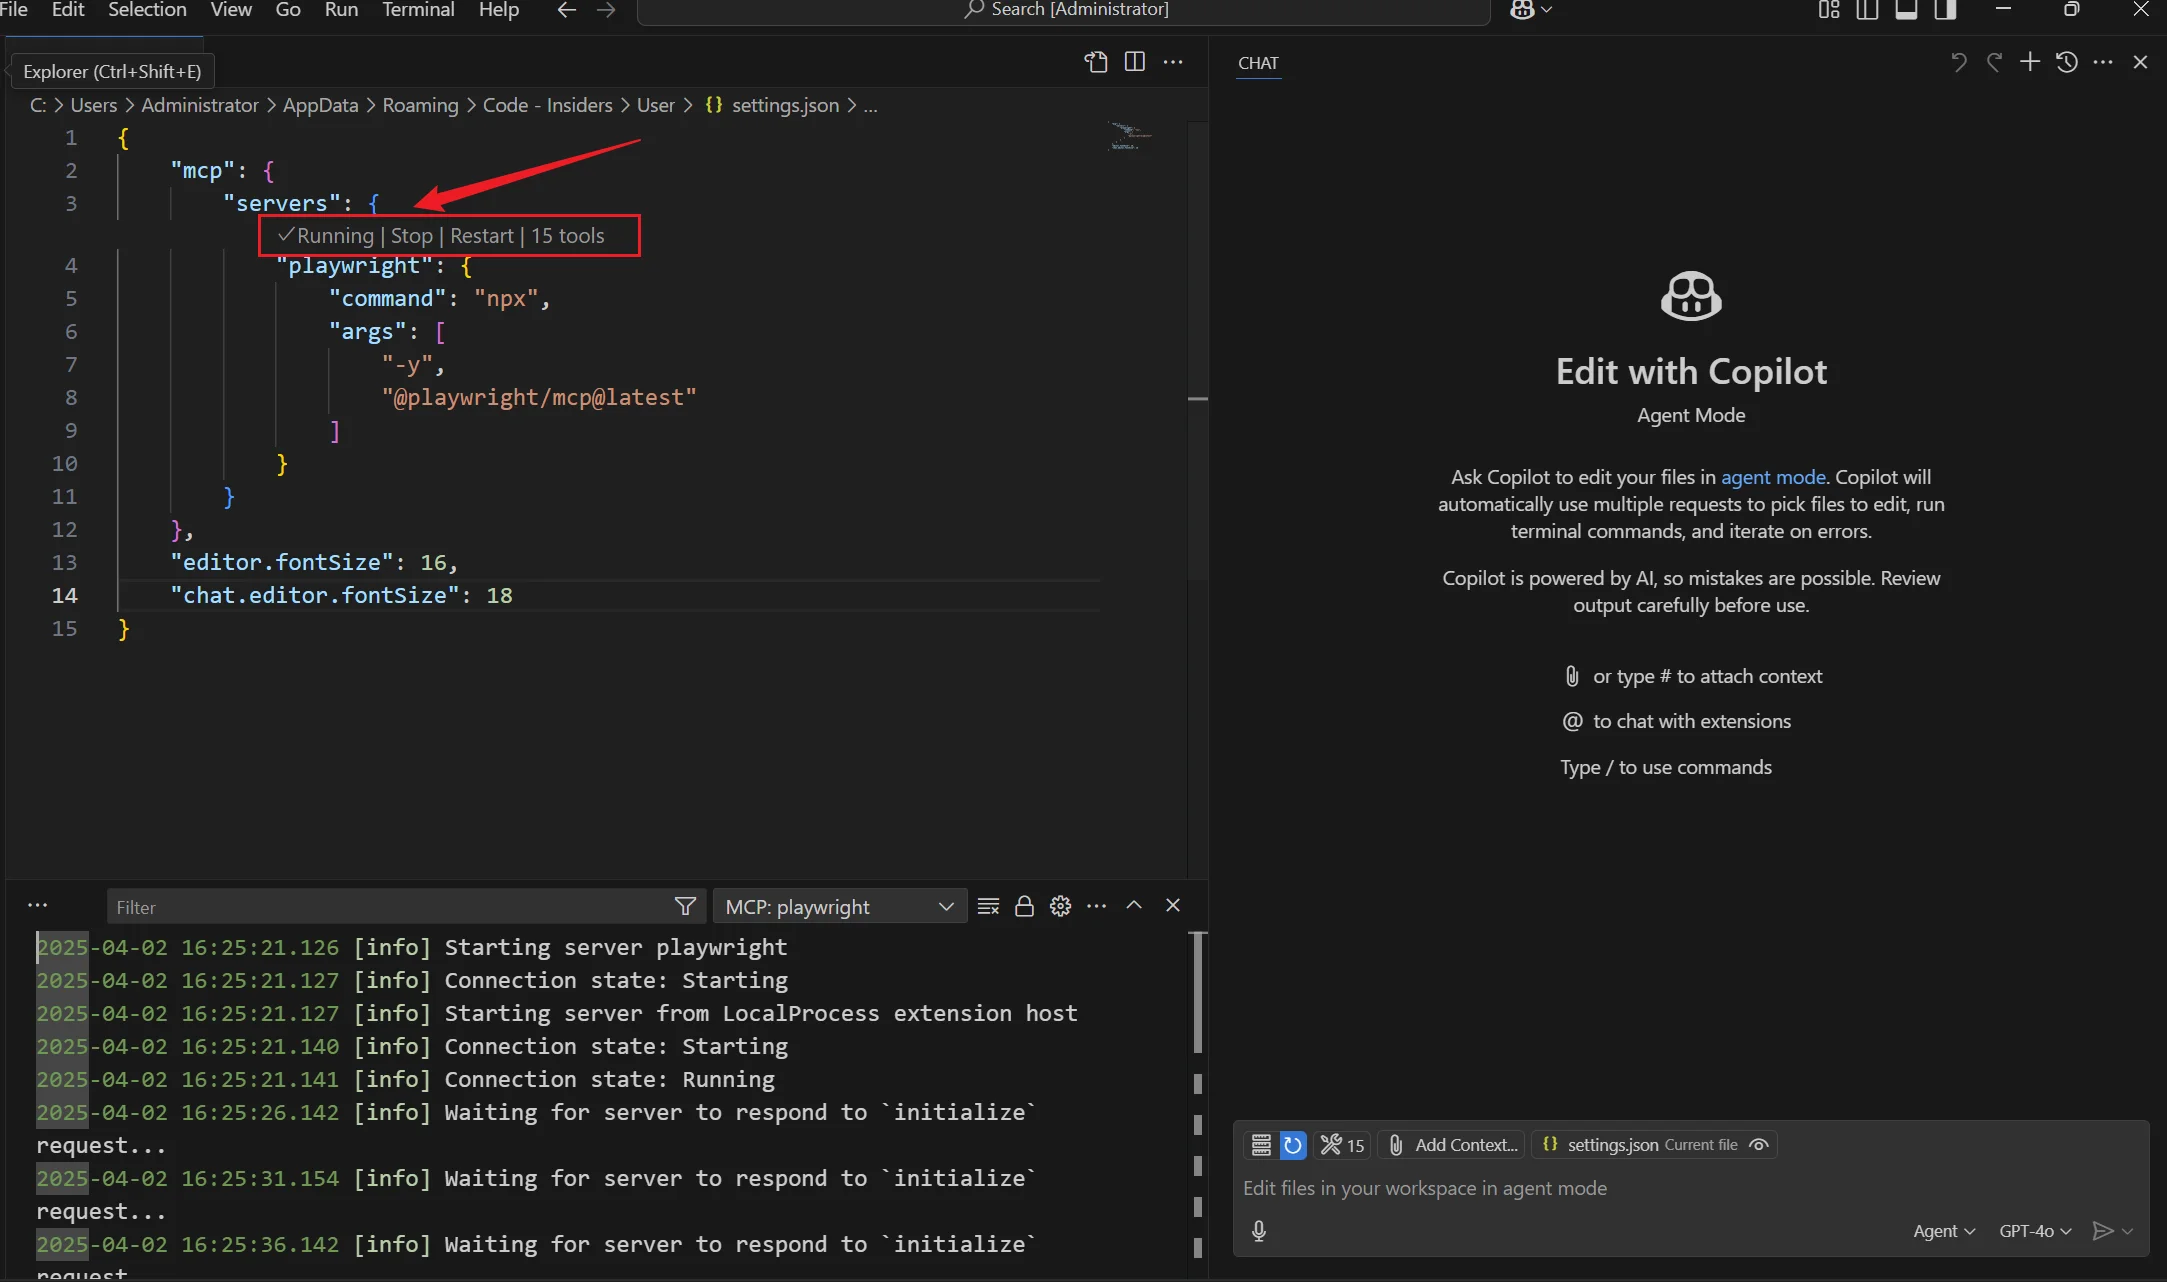 File Edit Selection View Go Run Terminal Help Search [Administrator]
Explorer (Ctrl+Shift+E)
C: > Users > Administrator > AppData > Roaming > Code - Insiders > User > {} settings.json > ...
1 {
2 "mcp": {
3 "servers": {
✓Running | Stop | Restart | 15 tools
4 "playwright": {
5 "command": "npx",
6 "args": [
7 "-y",
8 "@playwright/mcp@latest"
9 ]
10 }
11 }
12 },
13 "editor.fontSize": 16,
14 "chat.editor.fontSize": 18
15 }
Filter MCP: playwright
2025-04-02 16:25:21.126 [info] Starting server playwright
2025-04-02 16:25:21.127 [info] Connection state: Starting
2025-04-02 16:25:21.127 [info] Starting server from LocalProcess extension host
2025-04-02 16:25:21.140 [info] Connection state: Starting
2025-04-02 16:25:21.141 [info] Connection state: Running
2025-04-02 16:25:26.142 [info] Waiting for server to respond to `initialize`
request...
2025-04-02 16:25:31.154 [info] Waiting for server to respond to `initialize`
request...
2025-04-02 16:25:36.142 [info] Waiting for server to respond to `initialize`
request
CHAT
Edit with Copilot
Agent Mode
Ask Copilot to edit your files in agent mode. Copilot will
automatically use multiple requests to pick files to edit, run
terminal commands, and iterate on errors.
Copilot is powered by AI, so mistakes are possible. Review
output carefully before use.
or type # to attach context
@ to chat with extensions
Type / to use commands
15 Add Context... {} settings.json Current file
Edit files in your workspace in agent mode
Agent GPT-4o